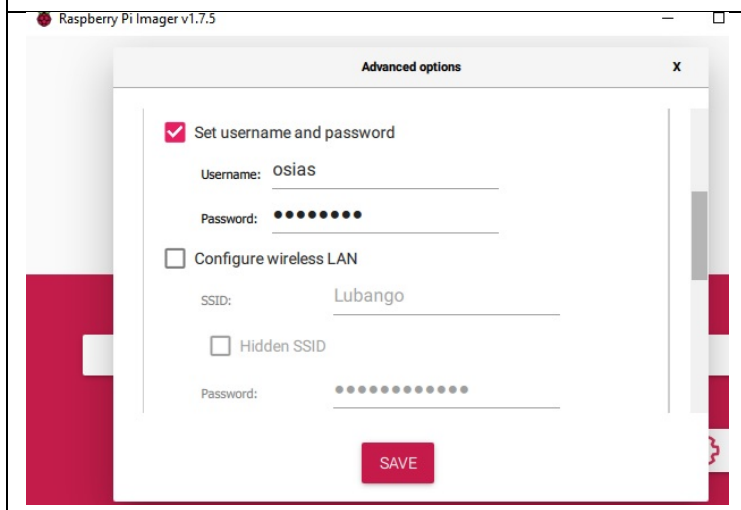 Raspberry Pi Imager v1.7.5
Advanced options
X
Set username and password
Username: osias
Password: ••••••••
Configure wireless LAN
SSID: Lubango
Hidden SSID
Password: ••••••••••••
SAVE